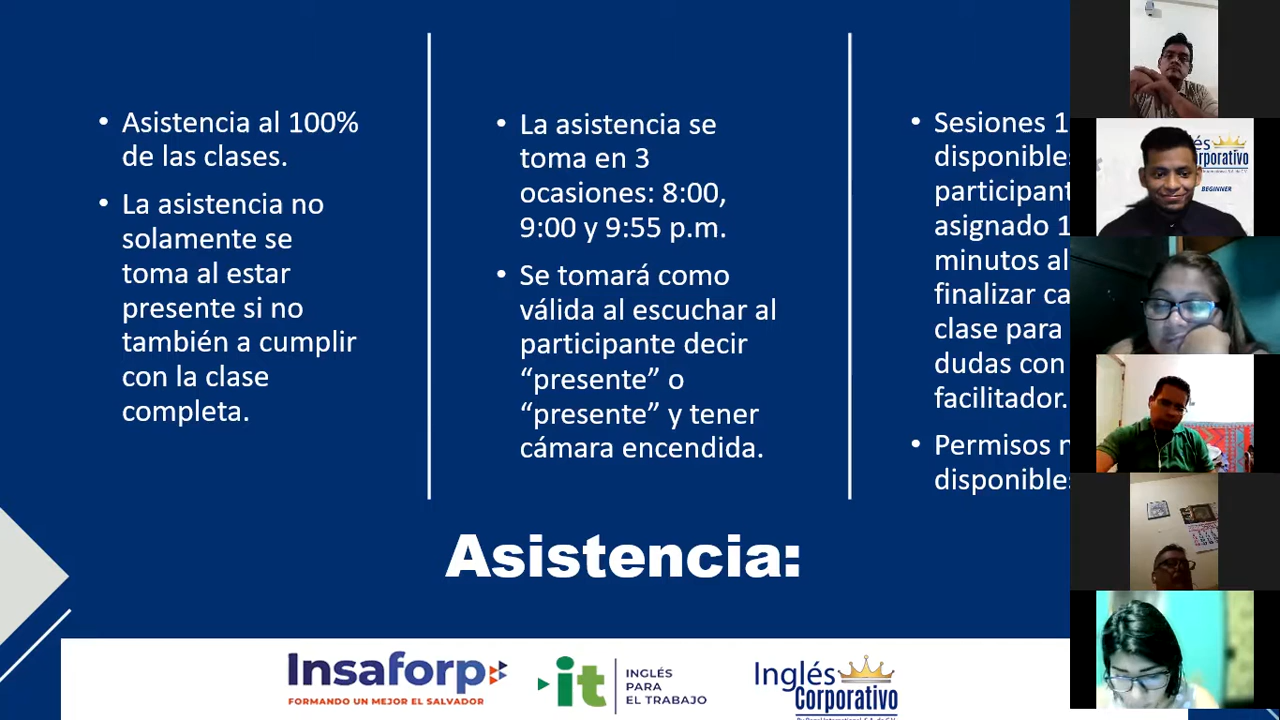 • Asistencia al 100%
de las clases.
• La asistencia no
solamente se
toma al estar
presente si no
también a cumplir
con la clase
completa.
• La asistencia se
toma en 3
ocasiones: 8:00,
9:00 y 9:55 p.m.
• Se tomará como
válida al escuchar al
participante decir
“presente” o
“presente” y tener
cámara encendida.
• Sesiones 1
disponible
participant
asignado 1
minutos al
finalizar ca
clase para
dudas con
facilitador.
• Permisos n
disponible
Asistencia:
Insaforp
FORMANDO UN MEJOR EL SALVADOR
it
INGLÉS
PARA
EL TRABAJO
Inglés
Corporativo
és
orporativo
BEGINNER